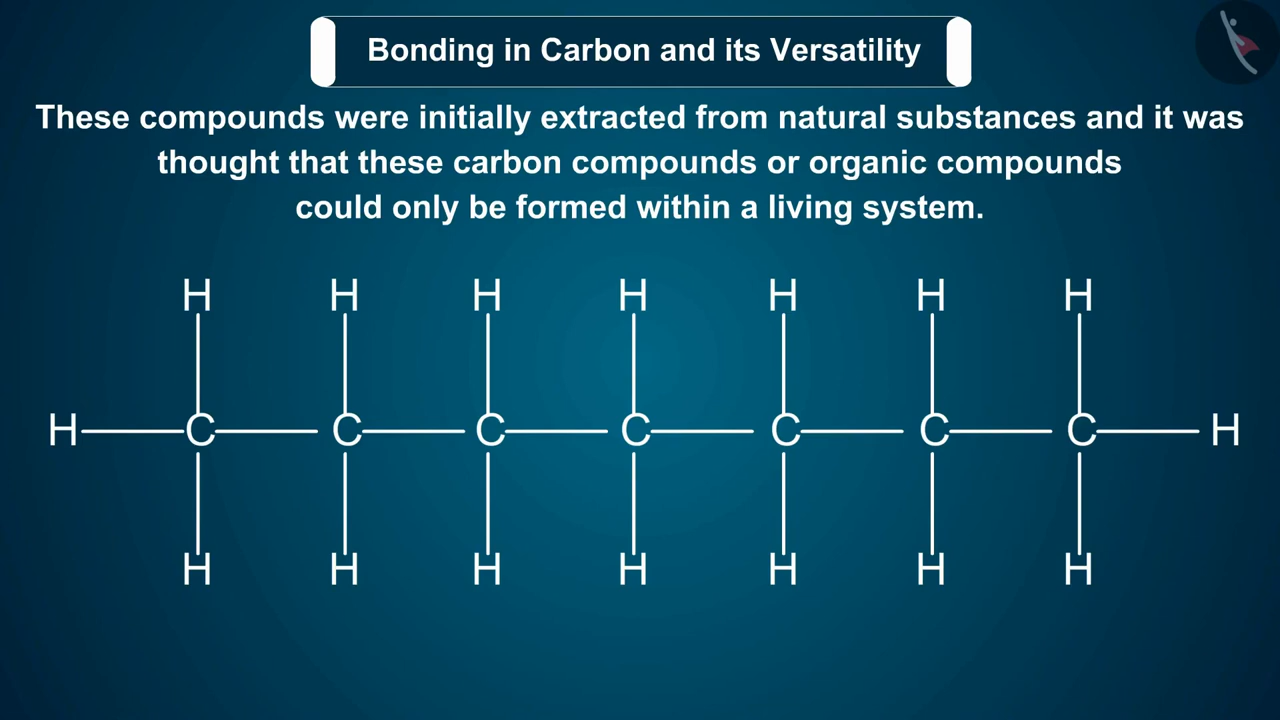 Bonding in Carbon and its Versatility
These compounds were initially extracted from natural substances and it was
thought that these carbon compounds or organic compounds
could only be formed within a living system.
H H H H H H H
H C C C C C C C H
H H H H H H H